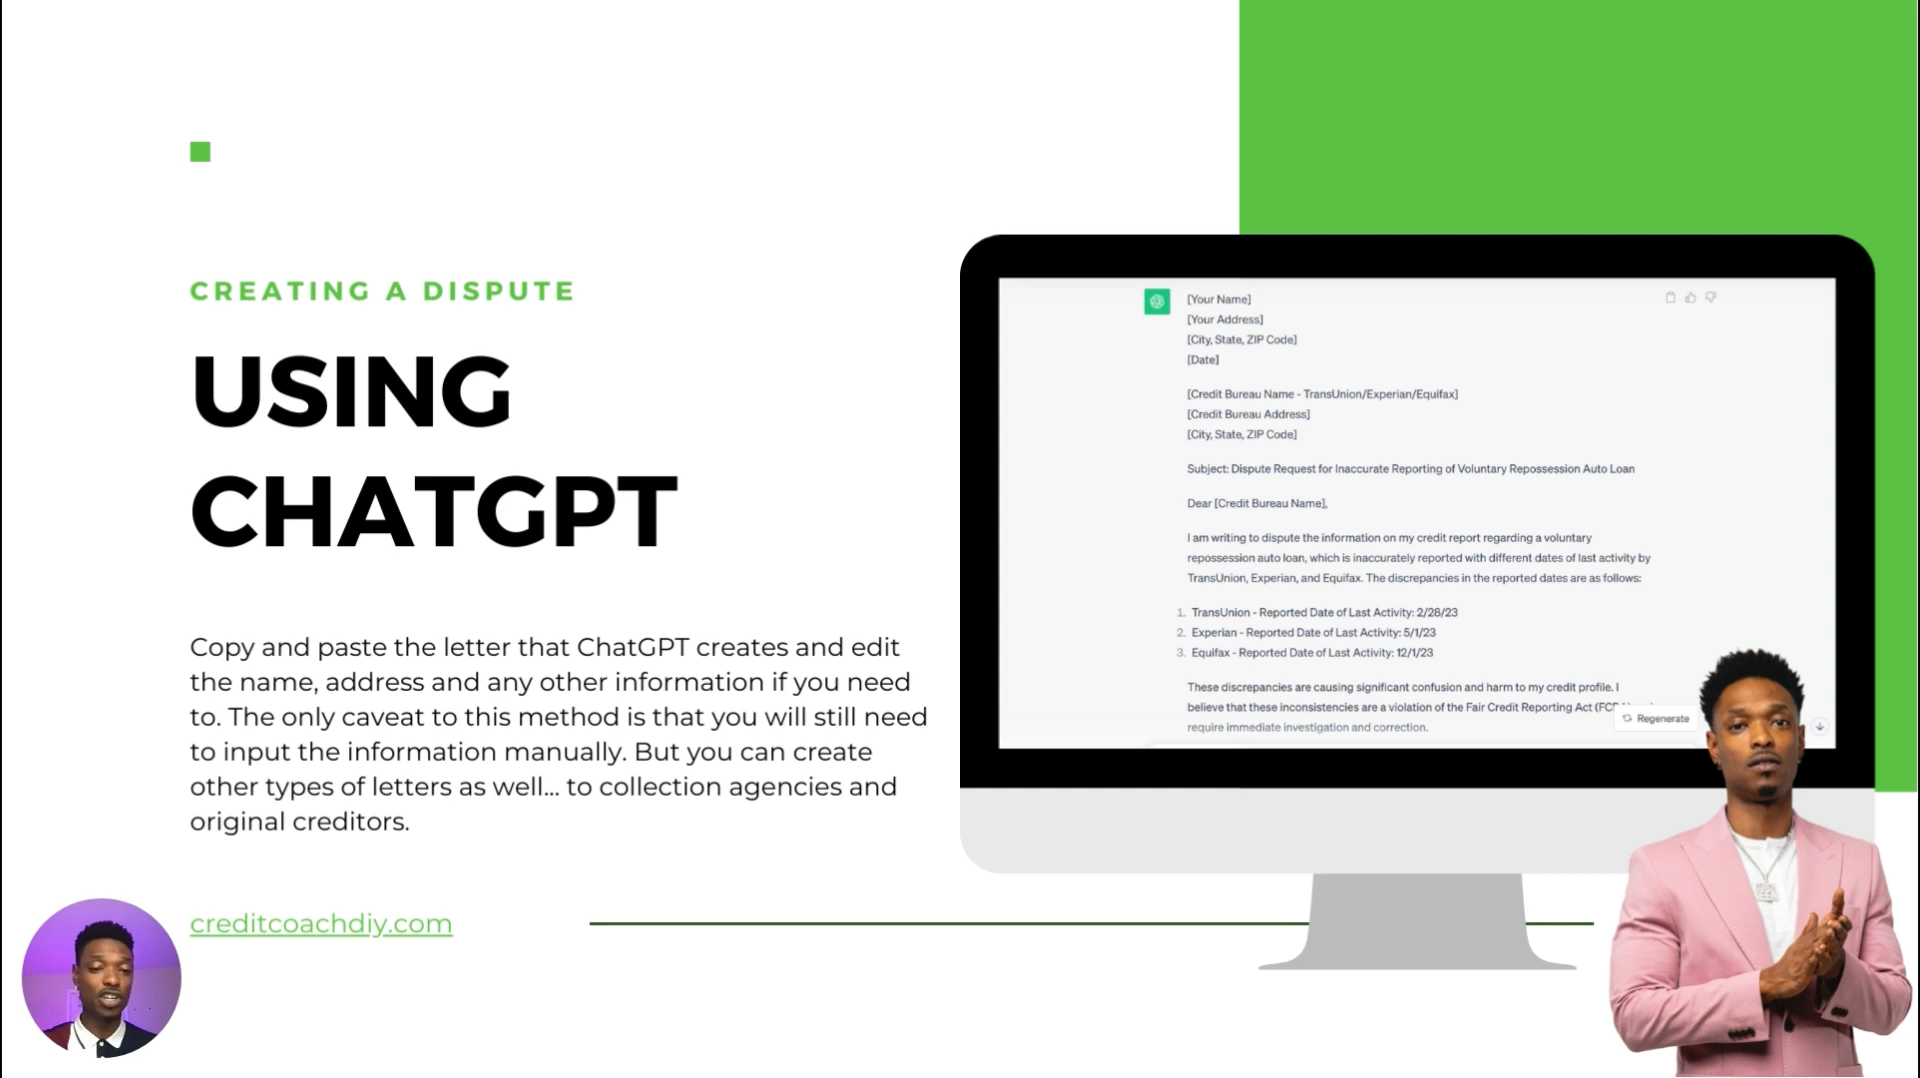 CREATING A DISPUTE
USING
CHATGPT
Copy and paste the letter that ChatGPT creates and edit
the name, address and any other information if you need
to. The only caveat to this method is that you will still need
to input the information manually. But you can create
other types of letters as well... to collection agencies and
original creditors.
creditcoachdiy.com
[Your Name]
[Your Address]
[City, State, ZIP Code]
[Date]
[Credit Bureau Name - TransUnion/Experian/Equifax]
[Credit Bureau Address]
[City, State, ZIP Code]
Subject: Dispute Request for Inaccurate Reporting of Voluntary Repossession Auto Loan
Dear [Credit Bureau Name],
I am writing to dispute the information on my credit report regarding a voluntary
repossession auto loan, which is inaccurately reported with different dates of last activity by
TransUnion, Experian, and Equifax. The discrepancies in the reported dates are as follows:
1. TransUnion - Reported Date of Last Activity: 2/28/23
2. Experian - Reported Date of Last Activity: 5/1/23
3. Equifax - Reported Date of Last Activity: 12/1/23
These discrepancies are causing significant confusion and harm to my credit profile. I
believe that these inconsistencies are a violation of the Fair Credit Reporting Act
require immediate investigation and correction.
Regenerate